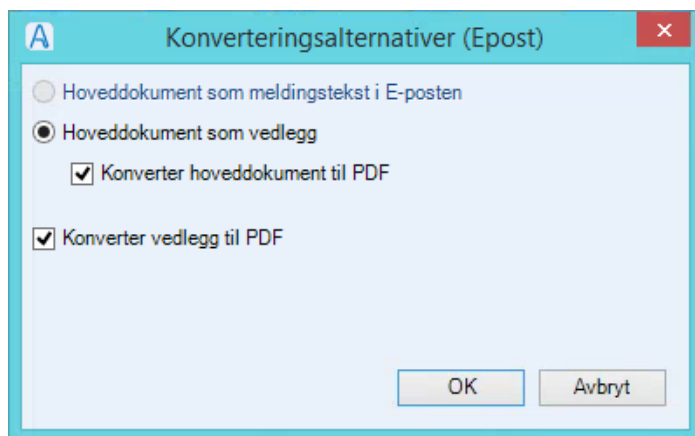 Konverteringsalternativer (Epost)
Hoveddokument som meldingstekst i E-posten
Hoveddokument som vedlegg
Konverter hoveddokument til PDF
Konverter vedlegg til PDF
OK Avbryt